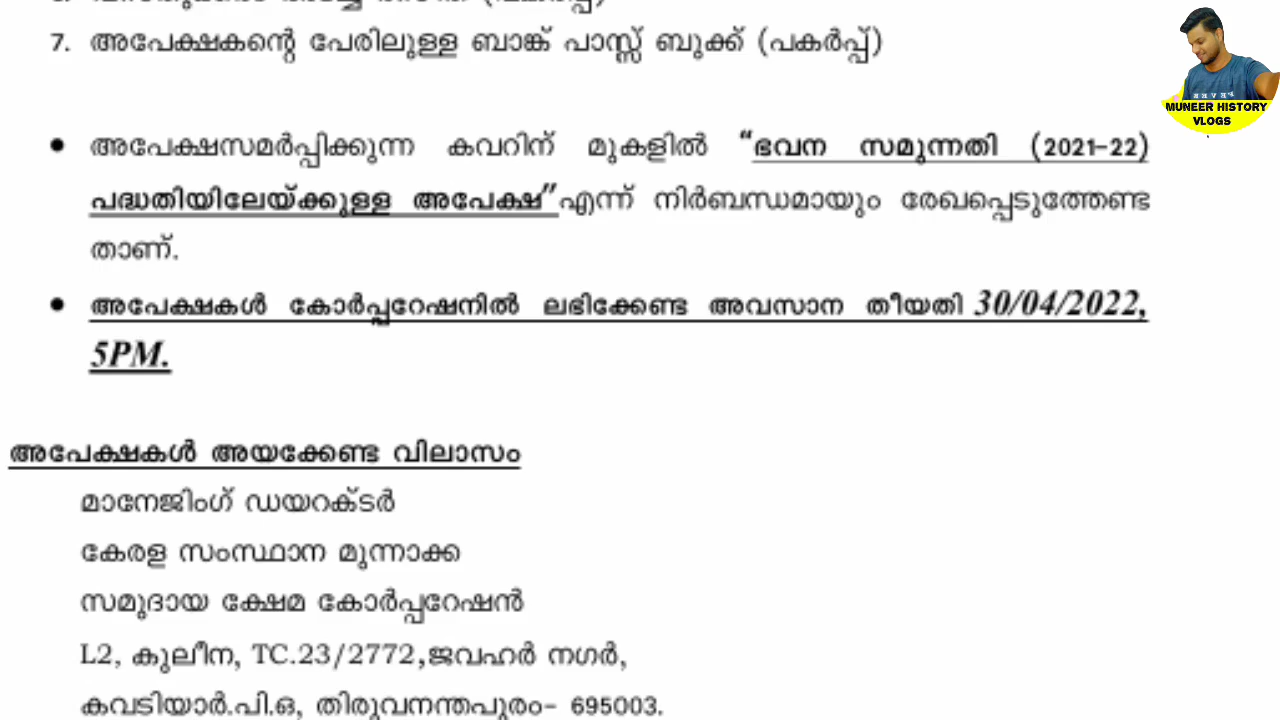 7. അപേക്ഷകന്റെ പേരിലുള്ള ബാങ്ക് പാസ്സ് ബുക്ക് (പകർപ്പ്)
MUNEER HISTORY
VLOGS
• അപേക്ഷസമർപ്പിക്കുന്ന കവറിന് മുകളിൽ “ഭവന സമുന്നതി (2021-22)
പദ്ധതിയിലേയ്ക്കുള്ള അപേക്ഷ”എന്ന് നിർബന്ധമായും രേഖപ്പെടുത്തേണ്ട
താണ്.
• അപേക്ഷകൾ കോർപ്പറേഷനിൽ ലഭിക്കേണ്ട അവസാന തീയതി 30/04/2022,
5PM.
അപേക്ഷകൾ അയക്കേണ്ട വിലാസം
മാനേജിംഗ് ഡയറക്ടർ
കേരള സംസ്ഥാന മുന്നാക്ക
സമുദായ ക്ഷേമ കോർപ്പറേഷൻ
L2, കുലീന, TC.23/2772,ജവഹർ നഗർ,
കവടിയാർ.പി.ഒ, തിരുവനന്തപുരം- 695003.